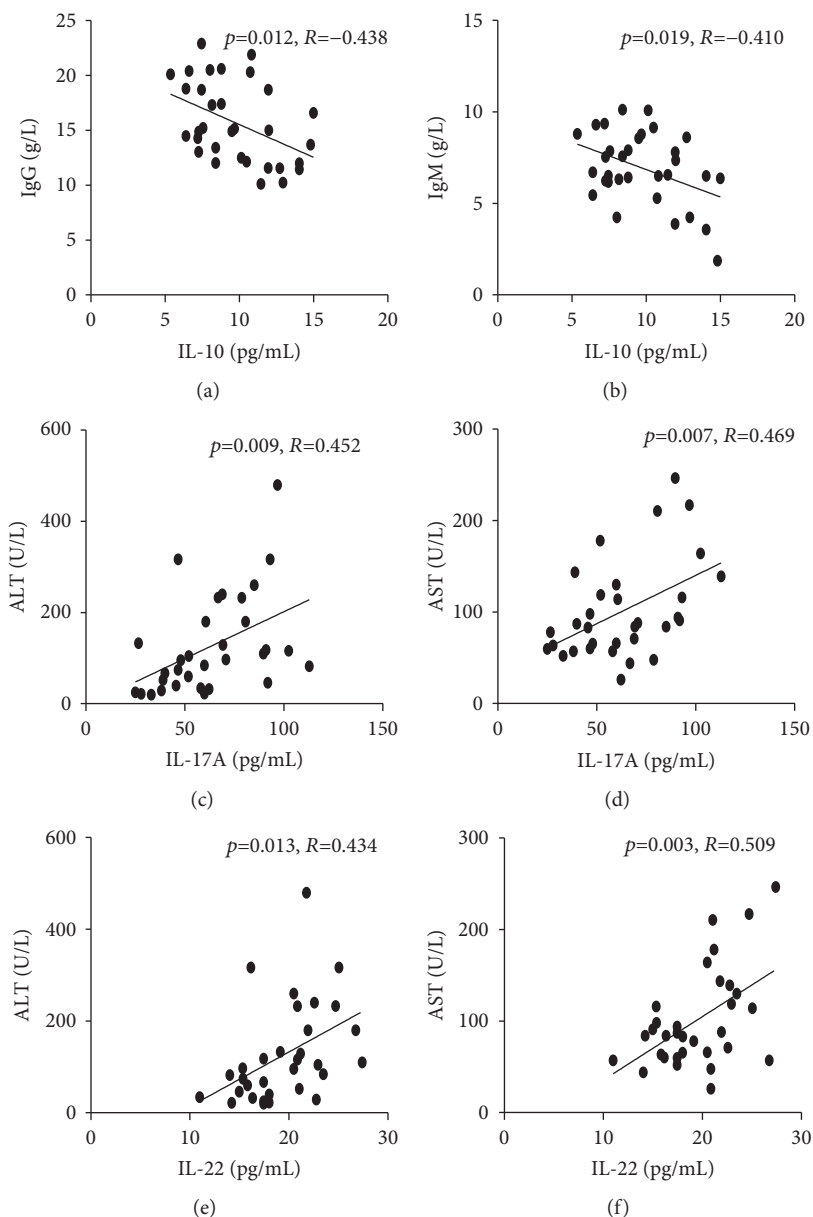 p=0.012, R=−0.438
IgG (g/L)
25
20
15
10
5
0
0 5 10 15 20
IL-10 (pg/mL)
(a)
p=0.019, R=−0.410
IgM (g/L)
15
10
5
0
0 5 10 15 20
IL-10 (pg/mL)
(b)
p=0.009, R=0.452
ALT (U/L)
600
400
200
0
0 50 100 150
IL-17A (pg/mL)
(c)
p=0.007, R=0.469
AST (U/L)
300
200
100
0
0 50 100 150
IL-17A (pg/mL)
(d)
p=0.013, R=0.434
ALT (U/L)
600
400
200
0
0 10 20 30
IL-22 (pg/mL)
(e)
p=0.003, R=0.509
AST (U/L)
300
200
100
0
0 10 20 30
IL-22 (pg/mL)
(f)